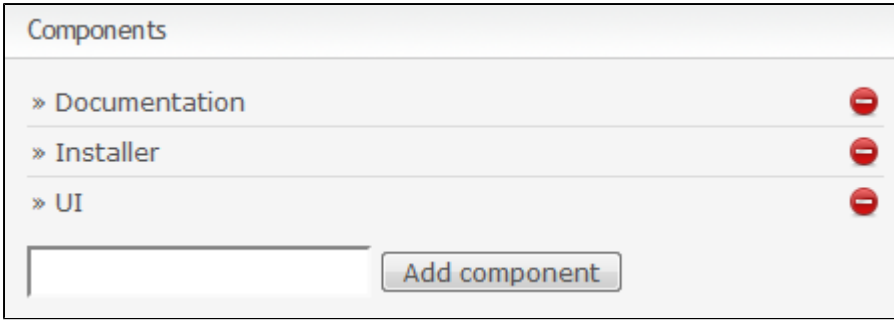 Components
» Documentation
» Installer
» UI
Add component